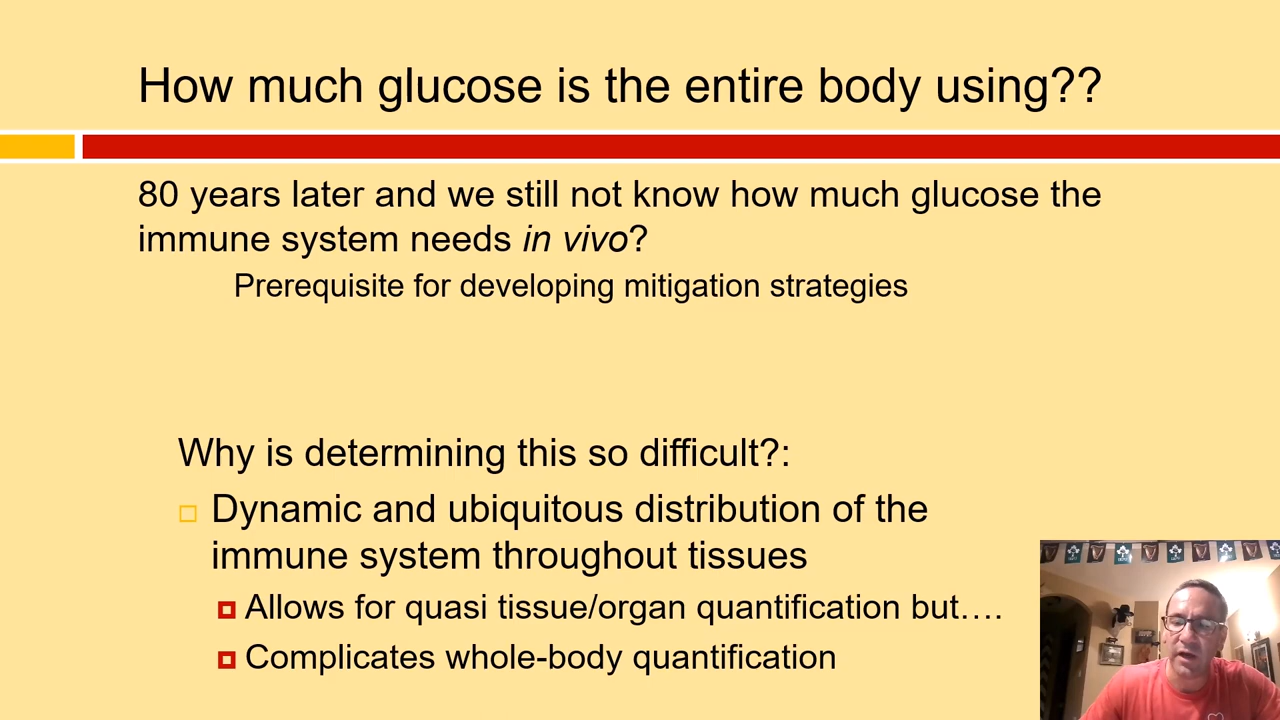 How much glucose is the entire body using??
80 years later and we still not know how much glucose the
immune system needs in vivo?
Prerequisite for developing mitigation strategies
Why is determining this so difficult?:
Dynamic and ubiquitous distribution of the
immune system throughout tissues
Allows for quasi tissue/organ quantification but….
Complicates whole-body quantification